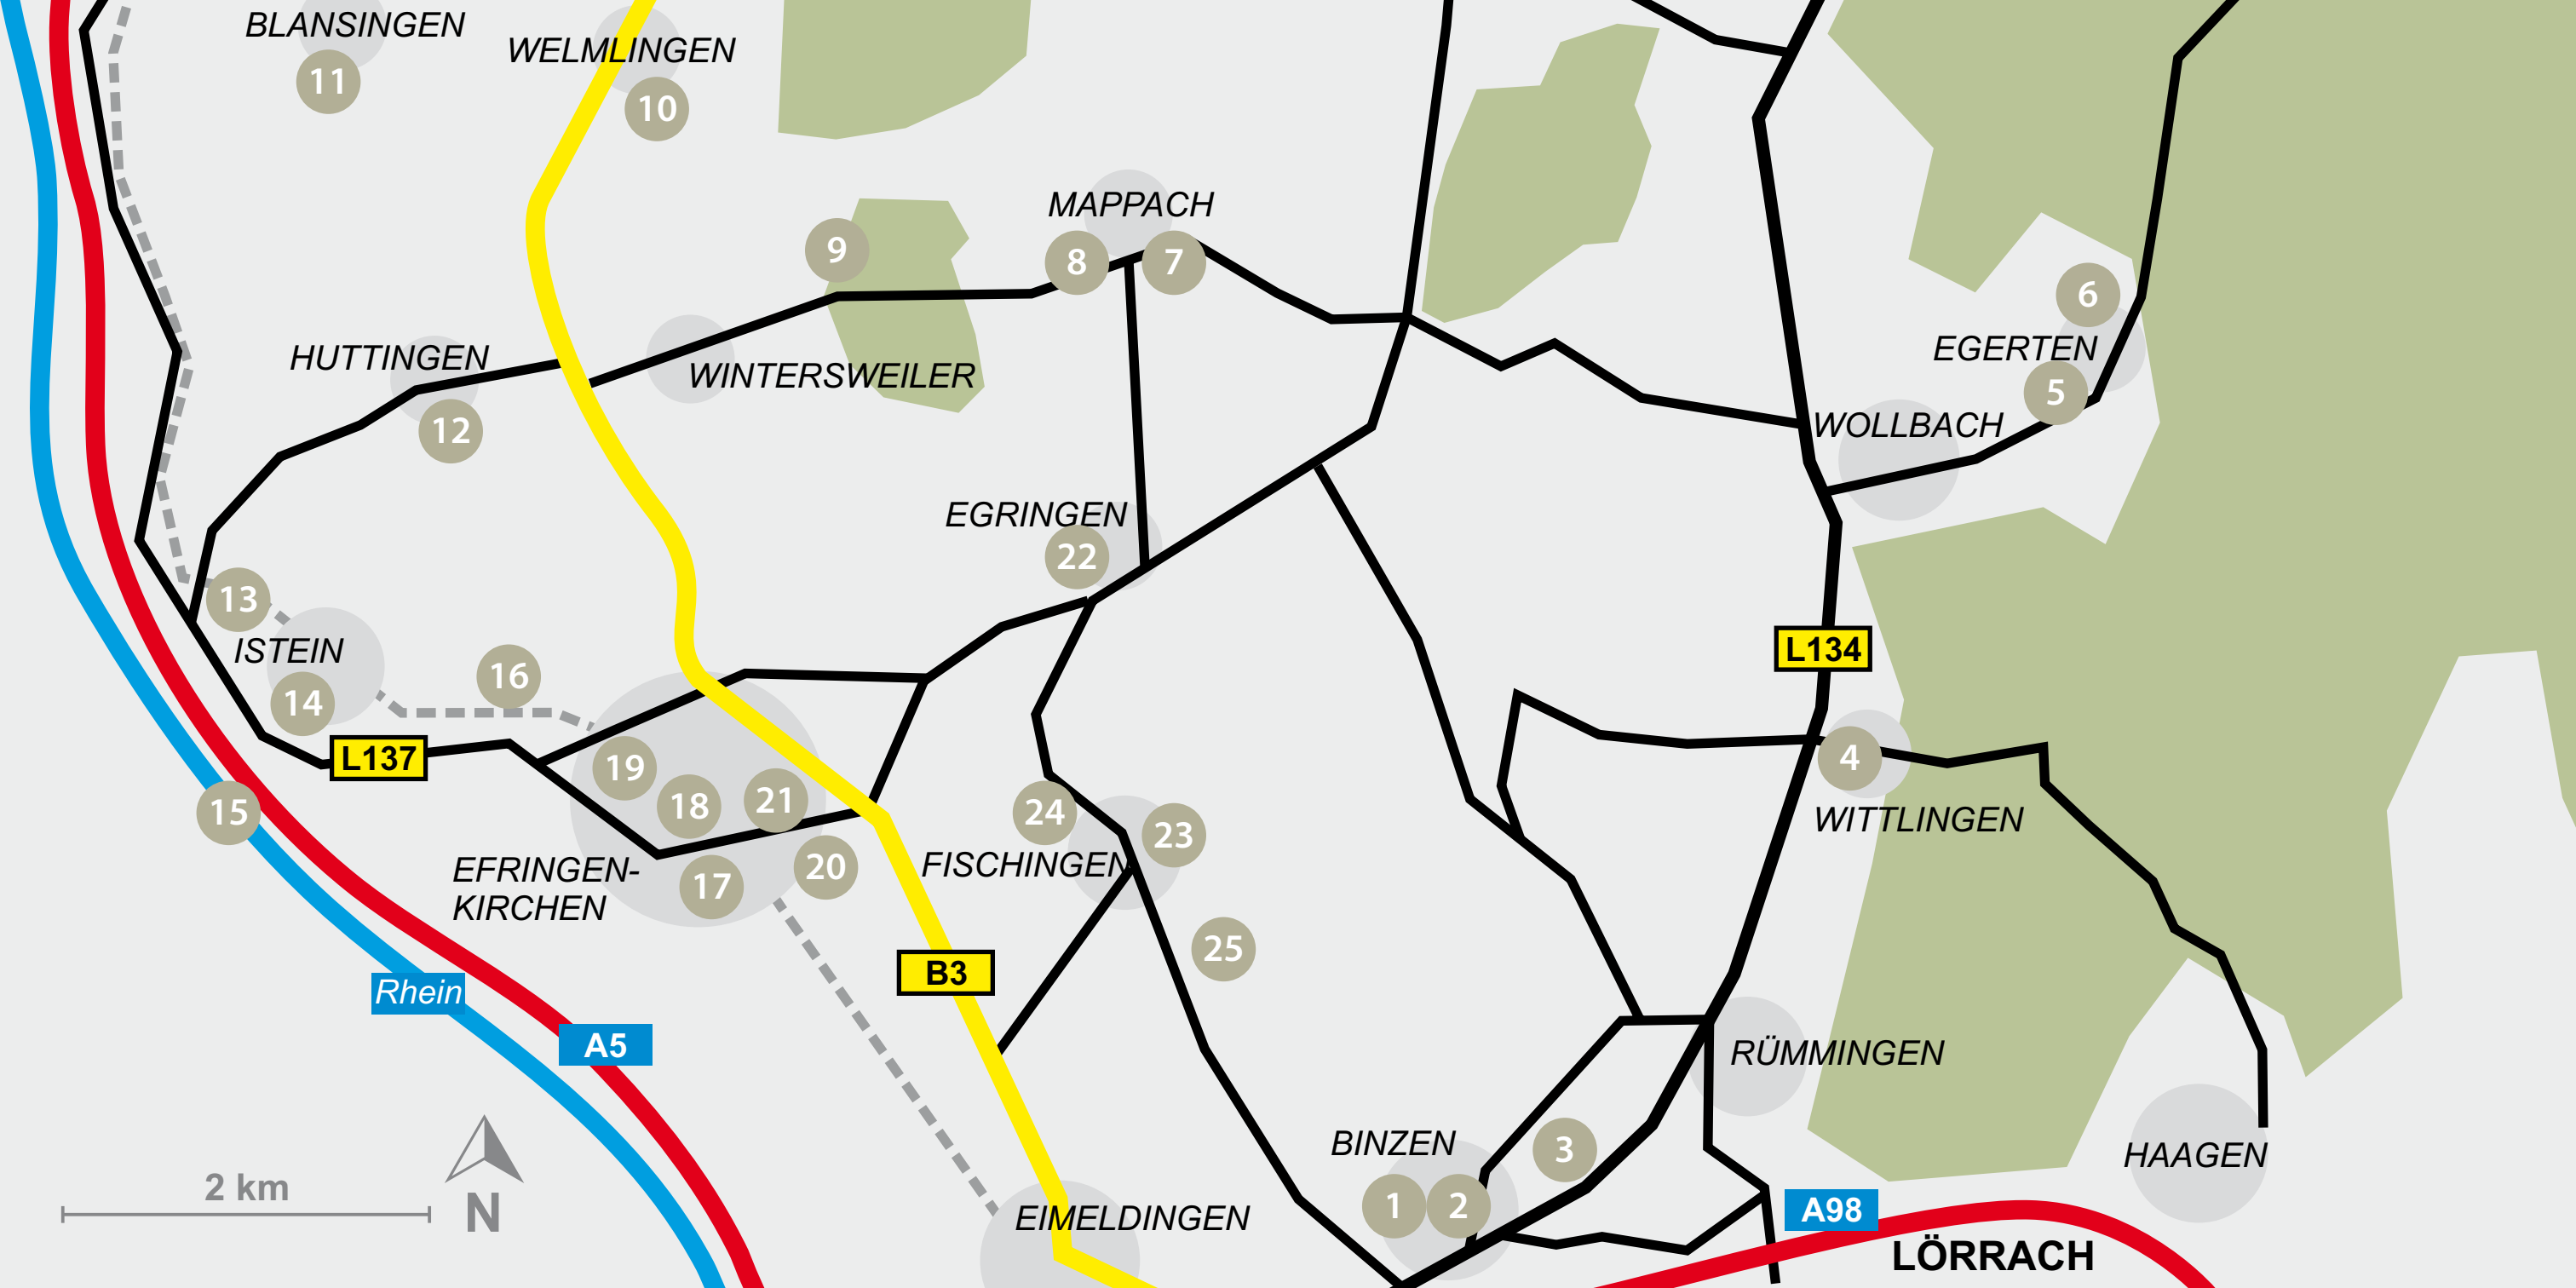 BLANSINGEN
11
WELMLINGEN
10
MAPPACH
9
8
7
6
EGERTEN
5
HUTTINGEN
12
WINTERSWEILER
WOLLBACH
EGRINGEN
22
13
ISTEIN
14
16
L134
L137
15
19
18
21
4
WITTLINGEN
24
23
FISCHINGEN
EFRINGEN-
KIRCHEN
17
20
25
B3
Rhein
A5
RÜMMINGEN
BINZEN
3
1
2
HAAGEN
2 km
N
EIMELDINGEN
A98
LÖRRACH